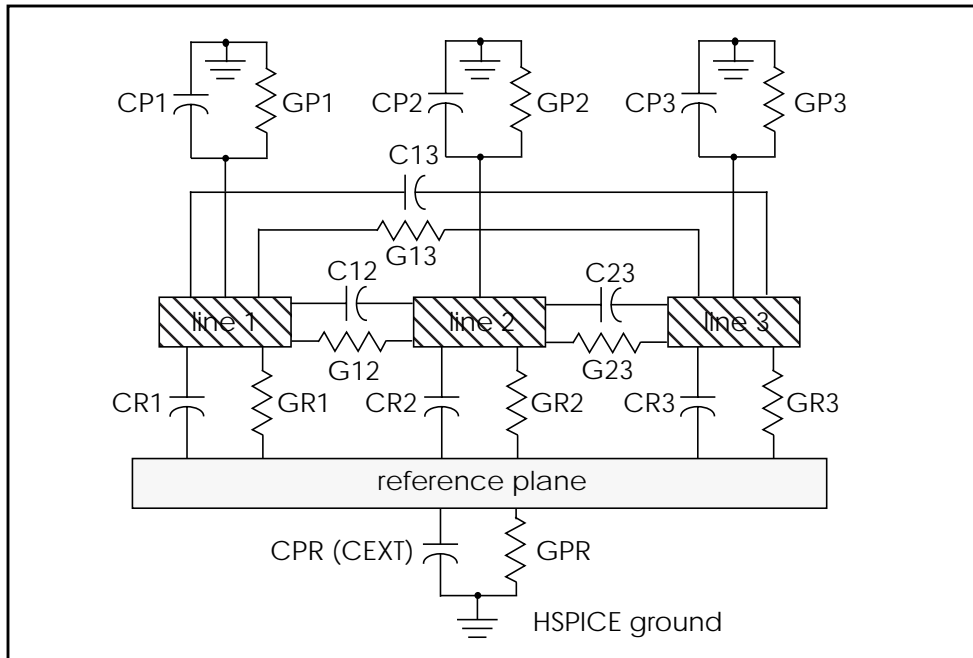 CP1 GP1 CP2 GP2 CP3 GP3
C13
G13
C12 C23
line 1 line 2 line 3
G12 G23
CR1 GR1 CR2 GR2 CR3 GR3
reference plane
CPR (CEXT) GPR
HSPICE ground